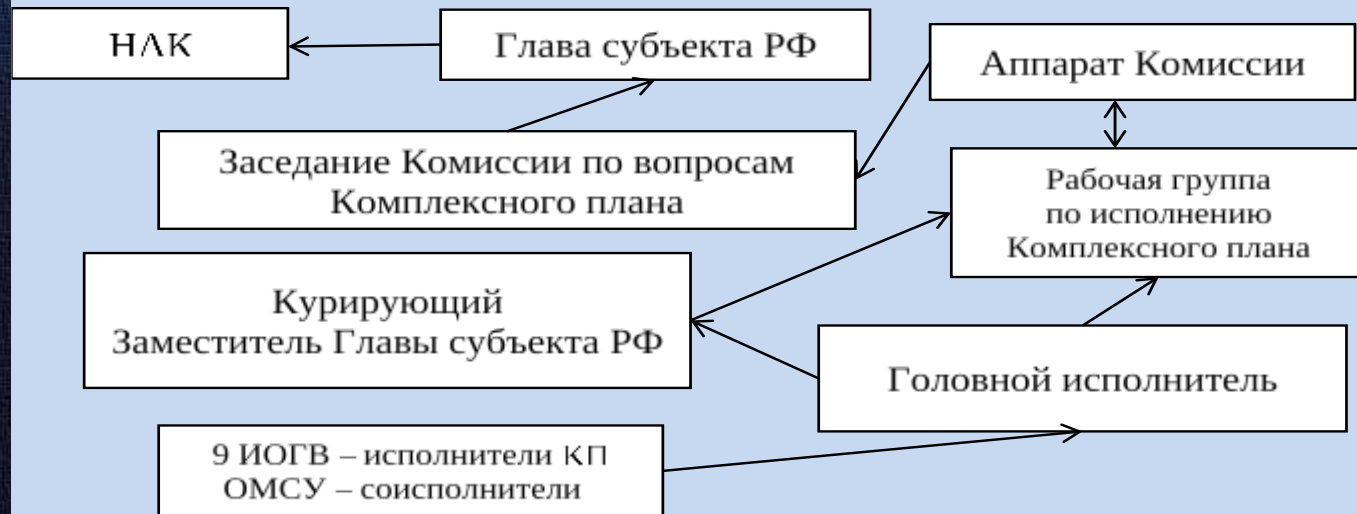 НАК
Глава субъекта РФ
Аппарат Комиссии
Заседание Комиссии по вопросам
Комплексного плана
Рабочая группа
по исполнению
Комплексного плана
Курирующий
Заместитель Главы субъекта РФ
Головной исполнитель
9 ИОГВ – исполнители КП
ОМСУ – соисполнители